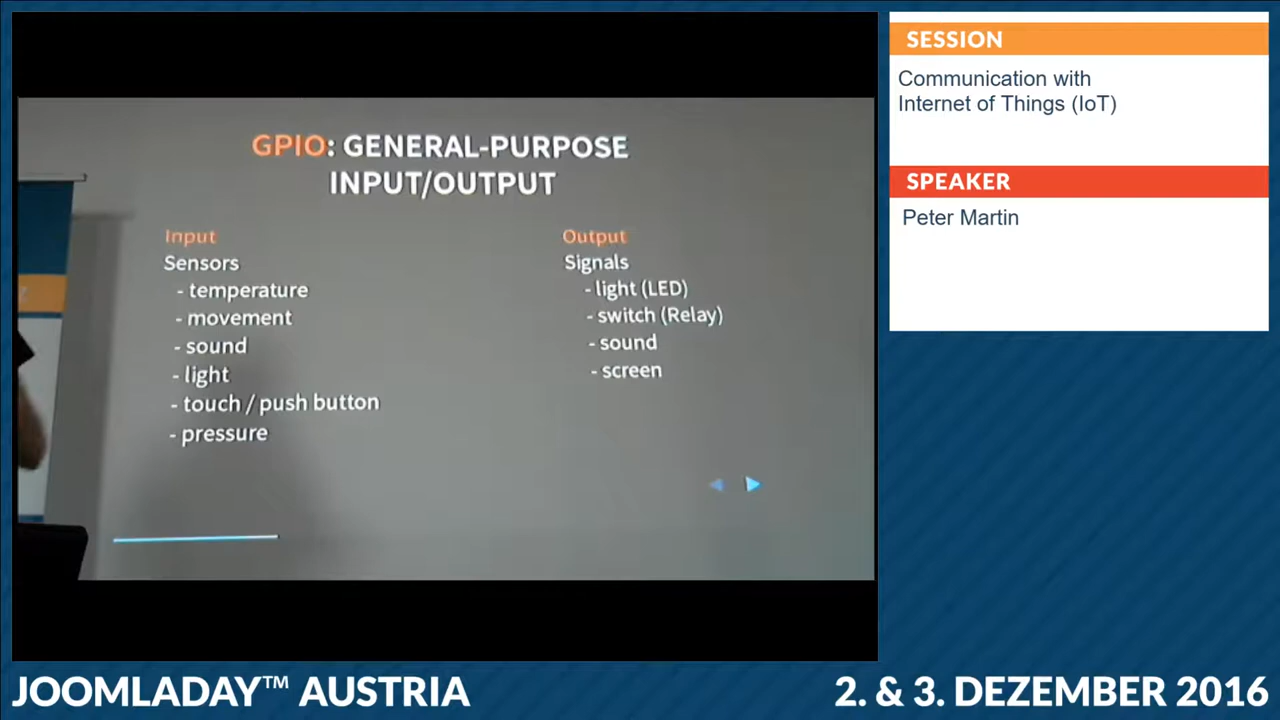 GPIO: GENERAL-PURPOSE
INPUT/OUTPUT
Input
Sensors
- temperature
- movement
- sound
- light
- touch / push button
- pressure
Output
Signals
- light (LED)
- switch (Relay)
- sound
- screen
SESSION
Communication with
Internet of Things (IoT)
SPEAKER
Peter Martin
JOOMLADAY™ AUSTRIA
2. & 3. DEZEMBER 2016